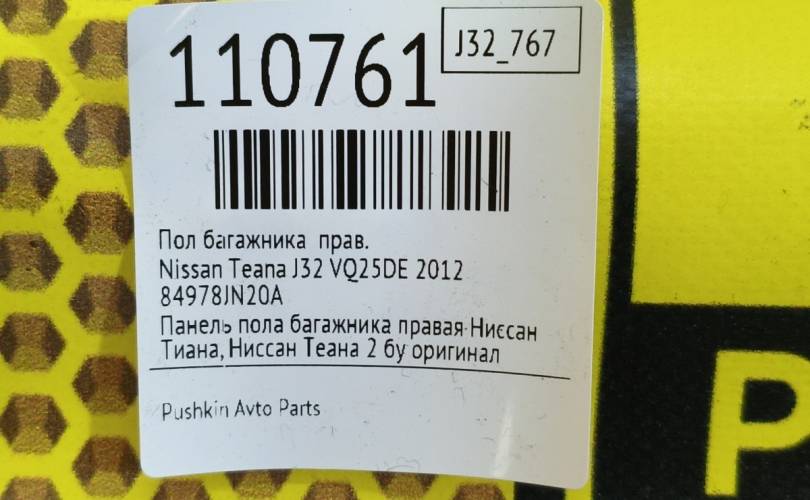 110761
J32_767
Пол багажника прав.
Nissan Teana J32 VQ25DE 2012
84978JN20A
Панель пола багажника правая Ниссан
Тиана, Ниссан Теана 2 бу оригинал
Pushkin Avto Parts
P